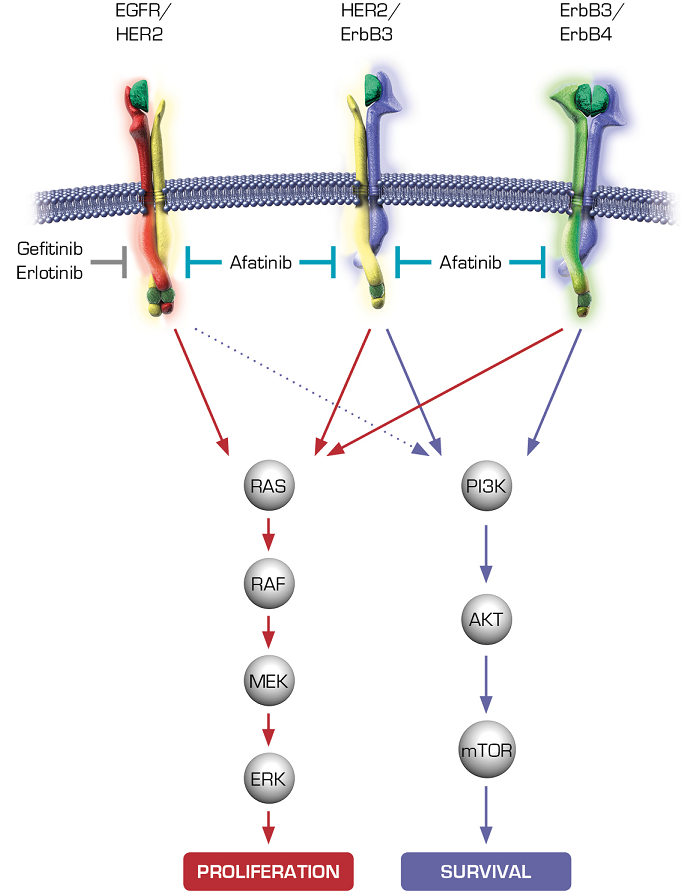 EGFR/
HER2
HER2/
ErbB3
ErbB3/
ErbB4
Gefitinib
Erlotinib
Afatinib
Afatinib
RAS
PI3K
RAF
AKT
MEK
mTOR
ERK
PROLIFERATION
SURVIVAL